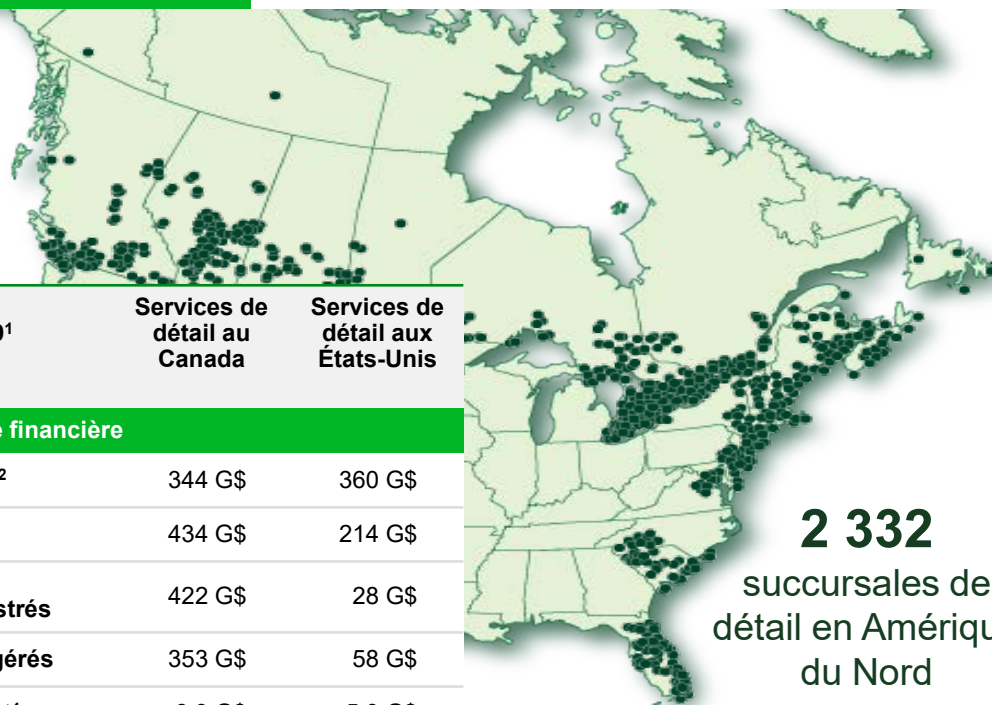 Services de
détail au
Canada
Services de
détail aux
États-Unis
financière
344 G$ 360 G$
434 G$ 214 G$
422 G$ 28 G$
353 G$ 58 G$
2 332
succursales de
détail en Amériqu
du Nord